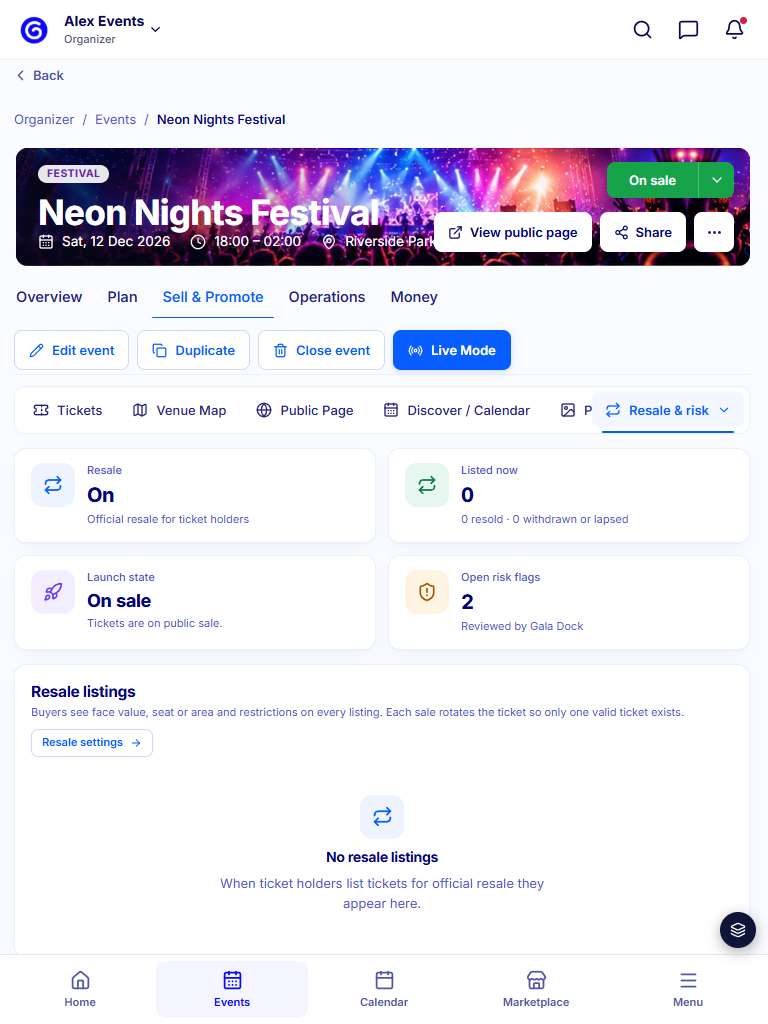 Alex Events
Organizer
Back
Organizer / Events / Neon Nights Festival
FESTIVAL
On sale
Neon Nights Festival
Sat, 12 Dec 2026 18:00 – 02:00 Riverside Park
View public page
Share
Overview Plan Sell & Promote Operations Money
Edit event Duplicate Close event Live Mode
Tickets Venue Map Public Page Discover / Calendar P Resale & risk
Resale
On
Official resale for ticket holders
Listed now
0
0 resold · 0 withdrawn or lapsed
Launch state
On sale
Tickets are on public sale.
Open risk flags
2
Reviewed by Gala Dock
Resale listings
Buyers see face value, seat or area and restrictions on every listing. Each sale rotates the ticket so only one valid ticket exists.
Resale settings →
No resale listings
When ticket holders list tickets for official resale they
appear here.
Home Events Calendar Marketplace Menu